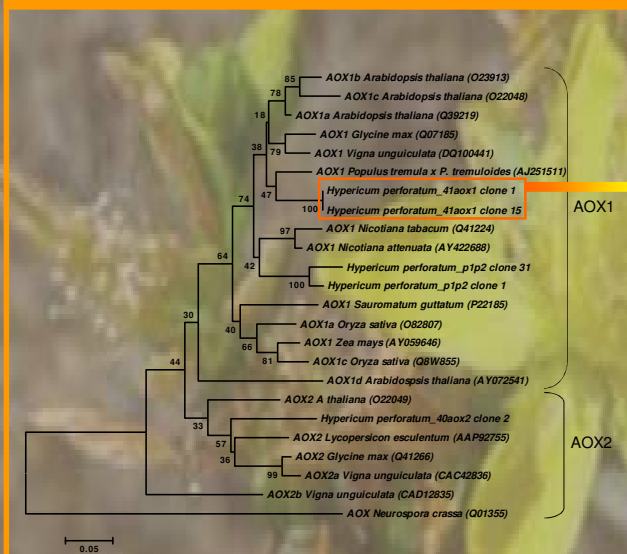 85
AOX1b Arabidopsis thaliana (O23913)
78
AOX1c Arabidopsis thaliana (O22048)
18
AOX1a Arabidopsis thaliana (Q39219)
38
AOX1 Glycine max (Q07185)
79
AOX1 Vigna unguiculata (DQ100441)
AOX1 Populus tremula x P. tremuloides (AJ251511)
74
47
Hypericum perforatum_41aox1 clone 1
100
Hypericum perforatum_41aox1 clone 15
AOX1
97
AOX1 Nicotiana tabacum (Q41224)
64
AOX1 Nicotiana attenuata (AY422688)
42
Hypericum perforatum_p1p2 clone 31
100
Hypericum perforatum_p1p2 clone 1
30
AOX1 Sauromatum guttatum (P22185)
40
AOX1a Oryza sativa (O82807)
66
AOX1 Zea mays (AY059646)
81
AOX1c Oryza sativa (Q8W855)
44
AOX1d Arabidospsis thaliana (AY072541)
AOX2 A thaliana (O22049)
33
Hypericum perforatum_40aox2 clone 2
57
AOX2 Lycopersicon esculentum (AAP92755)
AOX2
36
AOX2 Glycine max (Q41266)
99
AOX2a Vigna unguiculata (CAC42836)
AOX2b Vigna unguiculata (CAD12835)
AOX Neurospora crassa (Q01355)
0.05